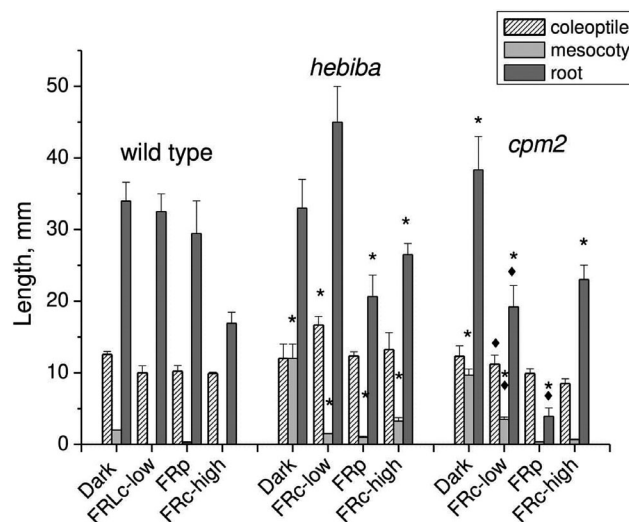 coleoptile
mesocoty
root
hebiba
wild type
cpm2
Length, mm
50
40
30
20
10
0
* * * * * * * * * * * * * *
♦ ♦ ♦ ♦
Dark FRLc-low FRp FRc-high Dark FRc-low FRp FRc-high Dark FRc-low FRp FRc-high